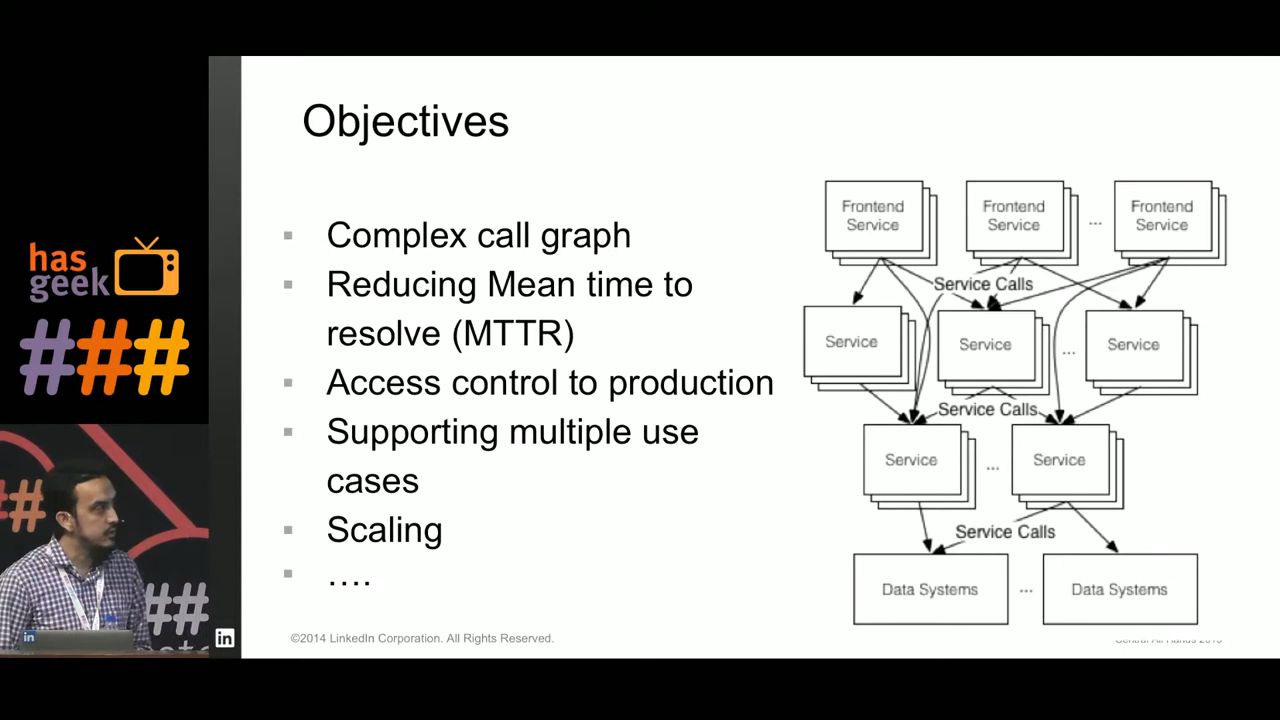 Objectives
Complex call graph
Reducing Mean time to
resolve (MTTR)
Access control to production
Supporting multiple use
cases
Scaling
….
Frontend
Service
Frontend
Service
...
Frontend
Service
Service Calls
Service
Service
...
Service
Service Calls
Service
...
Service
Service Calls
Data Systems
...
Data Systems
©2014 LinkedIn Corporation. All Rights Reserved.
in
has
geek
###
##
##
in